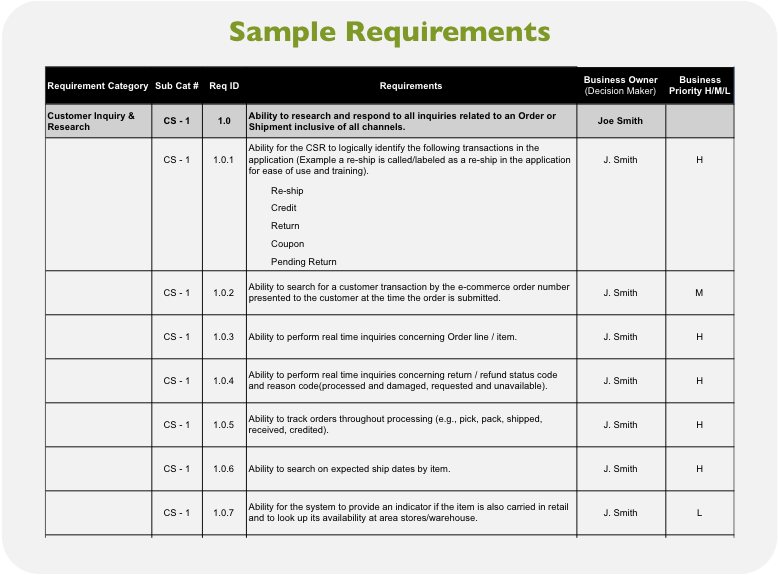 Sample Requirements
Requirement Category Sub Cat # Req ID Requirements Business Owner (Decision Maker) Business Priority H/M/L
Customer Inquiry & Research CS - 1 1.0 Ability to research and respond to all inquiries related to an Order or Shipment inclusive of all channels. Joe Smith
CS - 1 1.0.1 Ability for the CSR to logically identify the following transactions in the application (Example a re-ship is called/labeled as a re-ship in the application for ease of use and training). J. Smith H
Re-ship
Credit
Return
Coupon
Pending Return
CS - 1 1.0.2 Ability to search for a customer transaction by the e-commerce order number presented to the customer at the time the order is submitted. J. Smith M
CS - 1 1.0.3 Ability to perform real time inquiries concerning Order line / item. J. Smith H
CS - 1 1.0.4 Ability to perform real time inquiries concerning return / refund status code and reason code(processed and damaged, requested and unavailable). J. Smith H
CS - 1 1.0.5 Ability to track orders throughout processing (e.g., pick, pack, shipped, received, credited). J. Smith H
CS - 1 1.0.6 Ability to search on expected ship dates by item. J. Smith H
CS - 1 1.0.7 Ability for the system to provide an indicator if the item is also carried in retail and to look up its availability at area stores/warehouse. J. Smith L